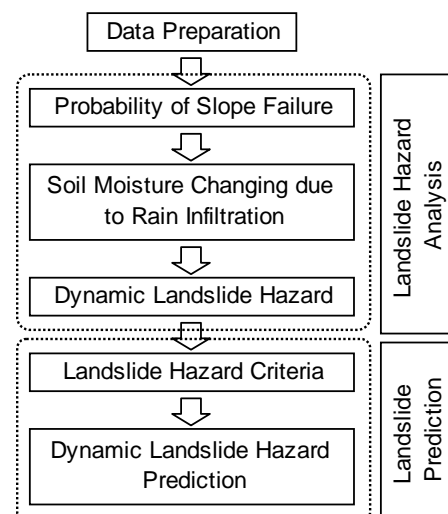 Data Preparation
Probability of Slope Failure
Soil Moisture Changing due
to Rain Infiltration
Dynamic Landslide Hazard
Landslide Hazard
Analysis
Landslide Hazard Criteria
Dynamic Landslide Hazard
Prediction
Landslide
Prediction